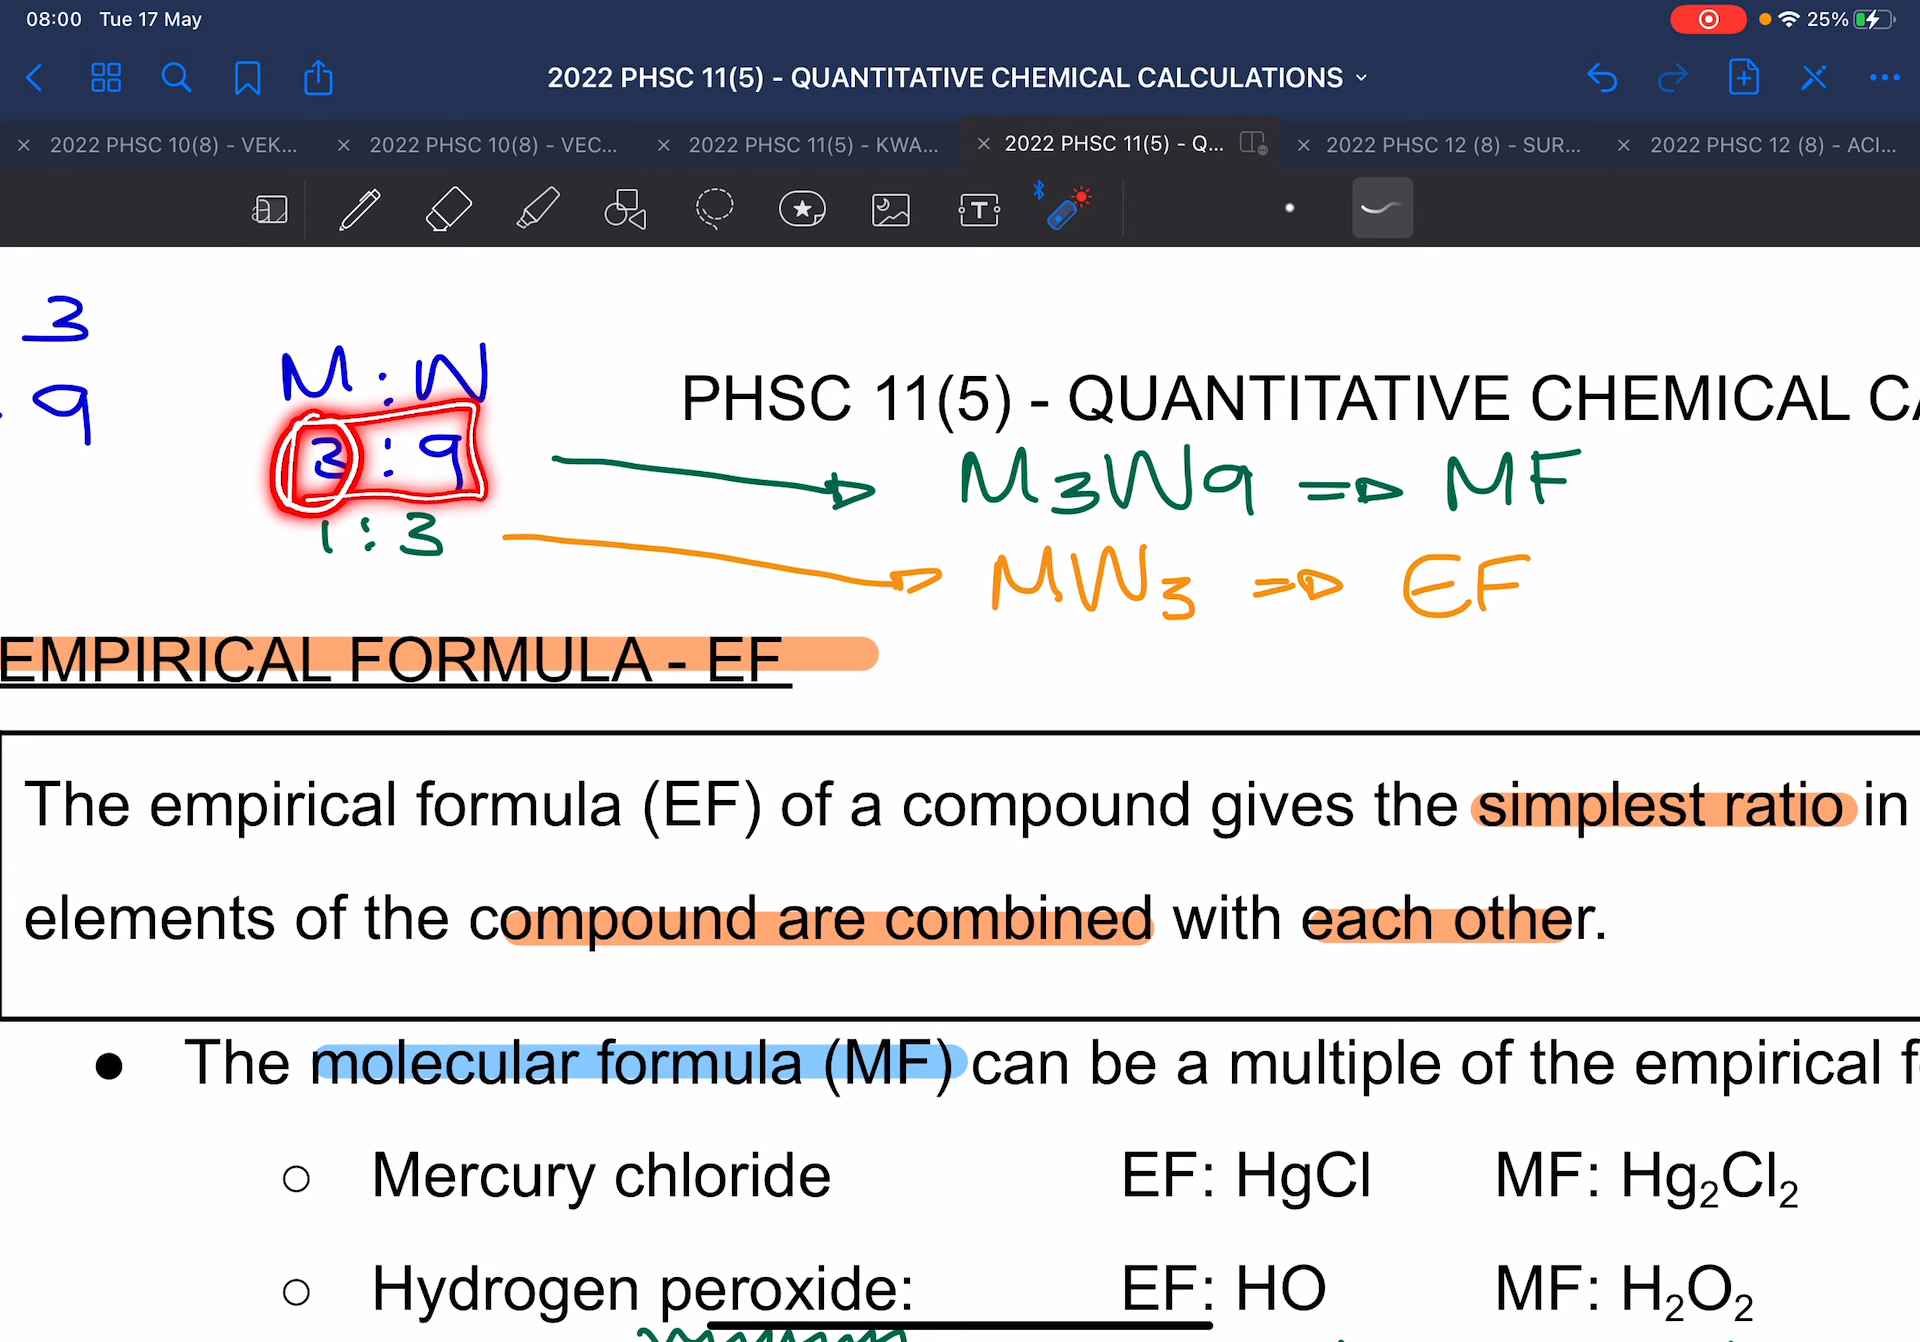 08:00 Tue 17 May 25%
2022 PHSC 11(5) - QUANTITATIVE CHEMICAL CALCULATIONS
2022 PHSC 10(8) - VEK... 2022 PHSC 10(8) - VEC... 2022 PHSC 11(5) - KWA... 2022 PHSC 11(5) - Q... 2022 PHSC 12 (8) - SUR... 2022 PHSC 12 (8) - ACI...
3
9
M : W
3 : 9
1 : 3
PHSC 11(5) - QUANTITATIVE CHEMICAL
M3W9 ⇒ MF
MW3 ⇒ EF
EMPIRICAL FORMULA - EF
The empirical formula (EF) of a compound gives the simplest ratio in
elements of the compound are combined with each other.
● The molecular formula (MF) can be a multiple of the empirical
○ Mercury chloride EF: HgCl MF: Hg₂Cl₂
○ Hydrogen peroxide: EF: HO MF: H₂O₂